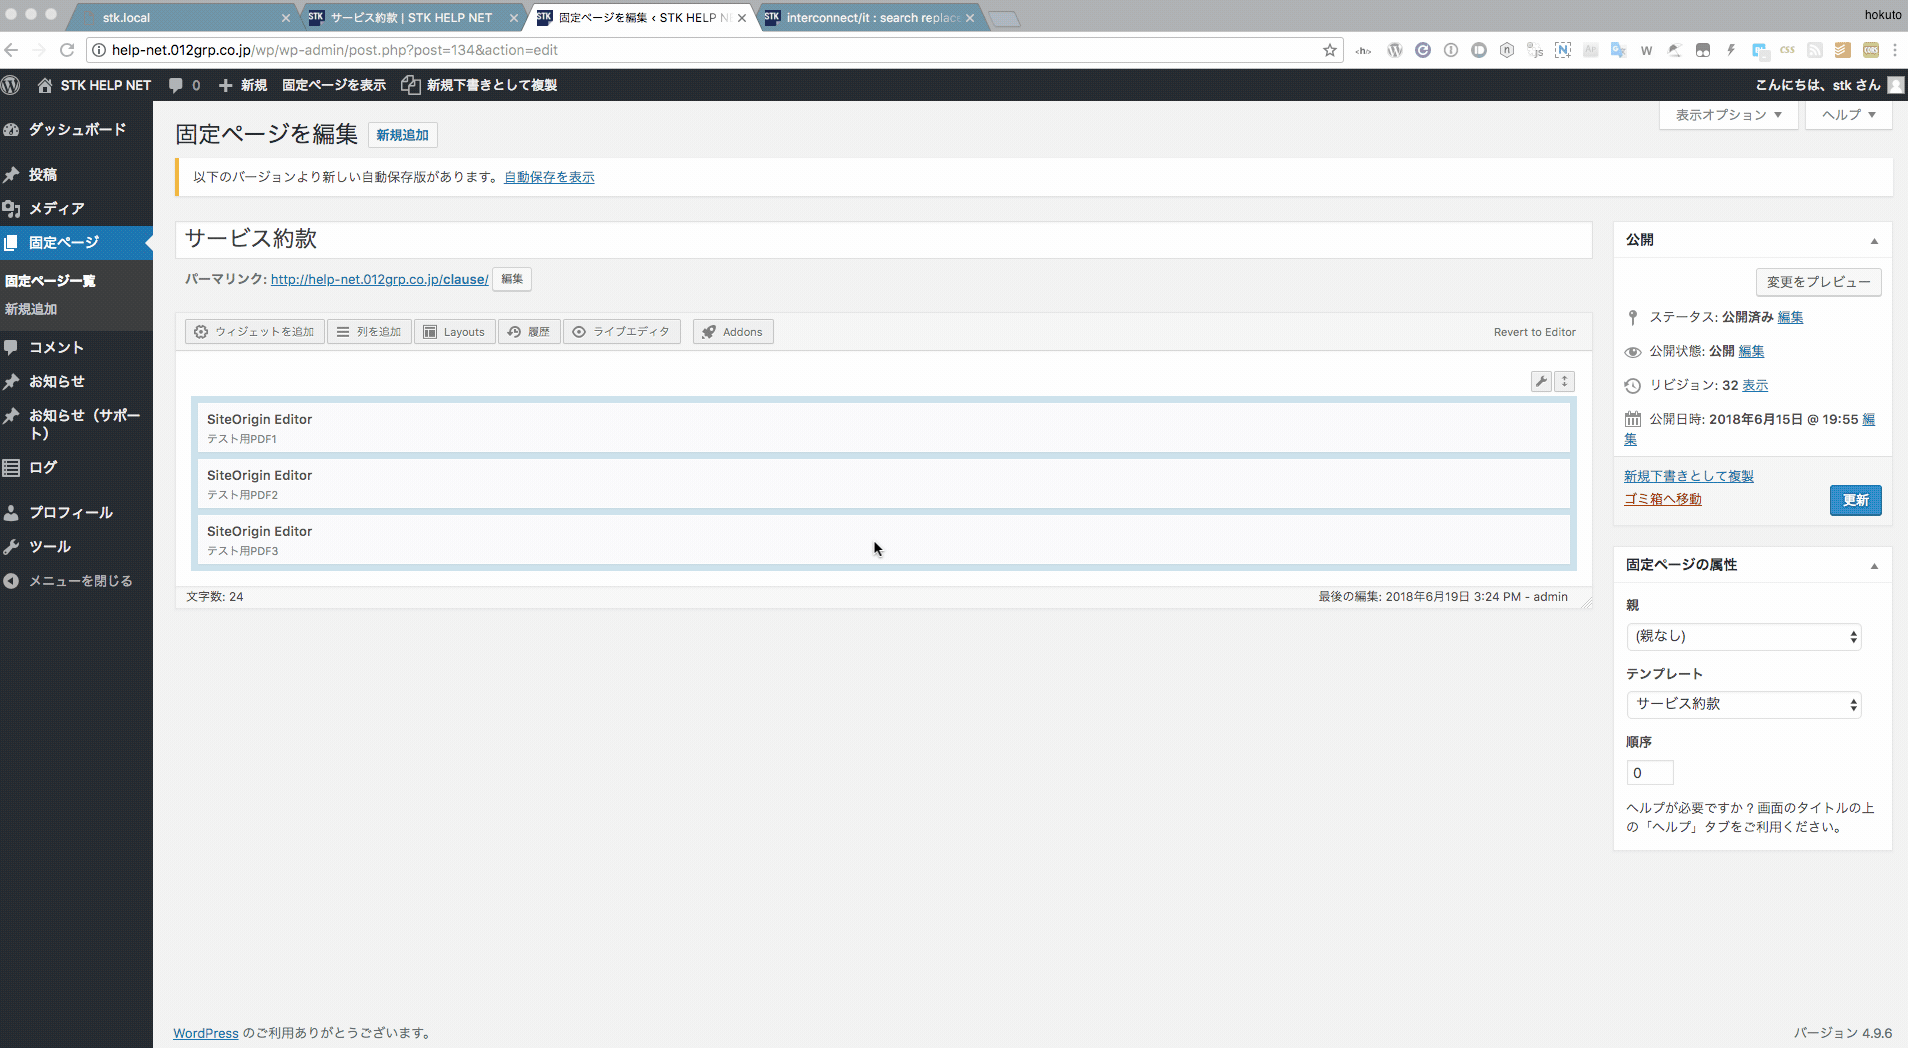 stk.local
サービス約款 | STK HELP NET
固定ページを編集 ‹ STK HELP N
interconnect/it : search replac
hokuto
help-net.012grp.co.jp/wp/wp-admin/post.php?post=134&action=edit
STK HELP NET
0
新規
固定ページを表示
新規下書きとして複製
こんにちは、stk さん
ダッシュボード
投稿
メディア
固定ページ
固定ページ一覧
新規追加
コメント
お知らせ
お知らせ（サポー
ト）
ログ
プロフィール
ツール
メニューを閉じる
表示オプション
ヘルプ
固定ページを編集
新規追加
以下のバージョンより新しい自動保存版があります。自動保存を表示
サービス約款
パーマリンク: http://help-net.012grp.co.jp/clause/ 編集
ウィジェットを追加
列を追加
Layouts
履歴
ライブエディタ
Addons
Revert to Editor
SiteOrigin Editor
テスト用PDF1
SiteOrigin Editor
テスト用PDF2
SiteOrigin Editor
テスト用PDF3
文字数: 24
最後の編集: 2018年6月19日 3:24 PM - admin
公開
変更をプレビュー
ステータス: 公開済み 編集
公開状態: 公開 編集
リビジョン: 32 表示
公開日時: 2018年6月15日 @ 19:55 編
集
新規下書きとして複製
ゴミ箱へ移動
更新
固定ページの属性
親
(親なし)
テンプレート
サービス約款
順序
0
ヘルプが必要ですか ? 画面のタイトルの上
の「ヘルプ」タブをご利用ください。
WordPress のご利用ありがとうございます。
バージョン 4.9.6